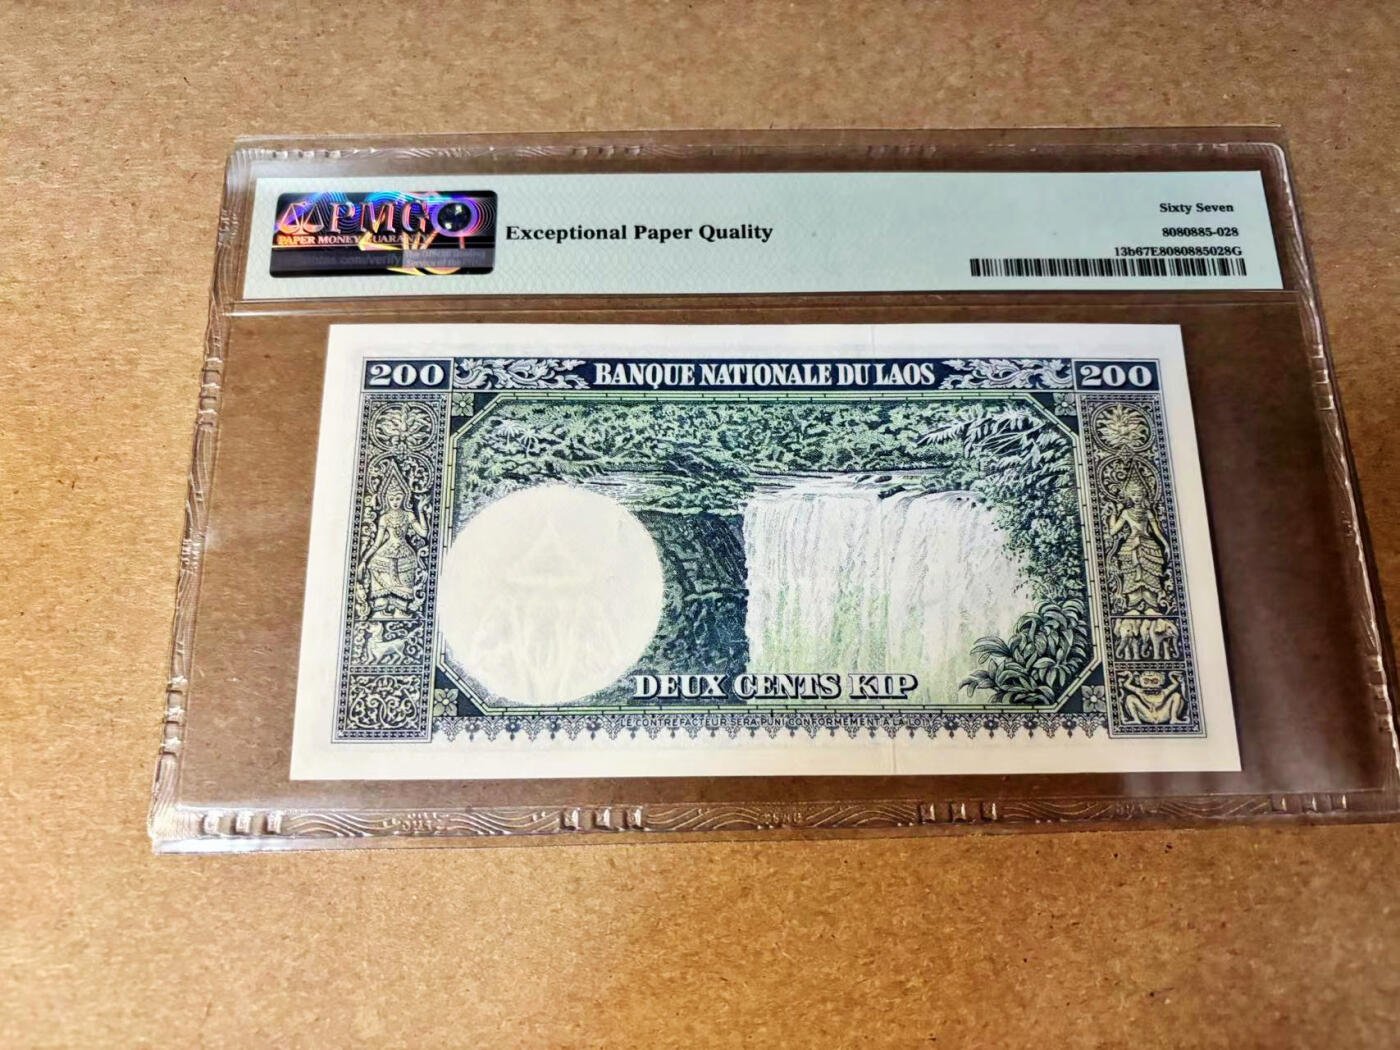 PMG
PAPER MONEY GUARANTY
Exceptional Paper Quality
Sixty Seven
8080885-028
13b67E8080885028G
200 BANQUE NATIONALE DU LAOS 200
DEUX CENTS KIP
LE CONTREFACTEUR SERA PUNI CONFORMEMENT A LA LOI